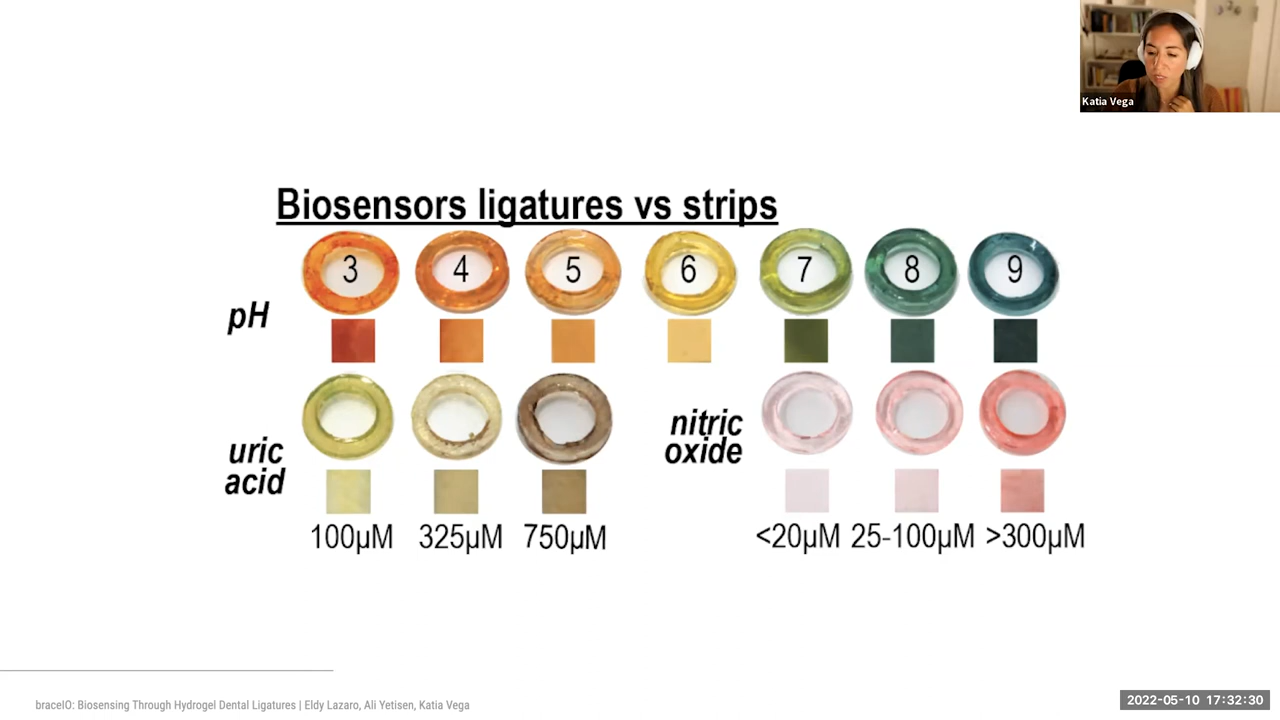 Katia Vega
Biosensors ligatures vs strips
3 4 5 6 7 8 9
pH
uric
acid
100µM 325µM 750µM
nitric
oxide
<20µM 25-100µM >300µM
braceIO: Biosensing Through Hydrogel Dental Ligatures | Eldy Lazaro, Ali Yetisen, Katia Vega
2022-05-10 17:32:30